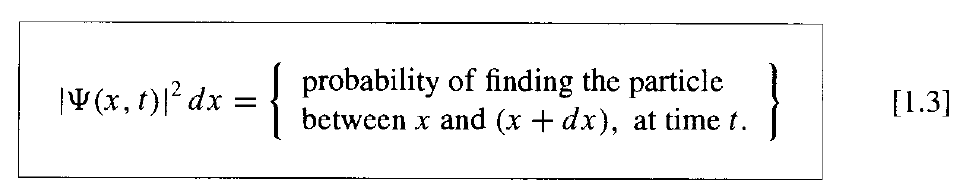 |Ψ(x, t)|² dx = { probability of finding the particle between x and (x + dx), at time t. } [1.3]